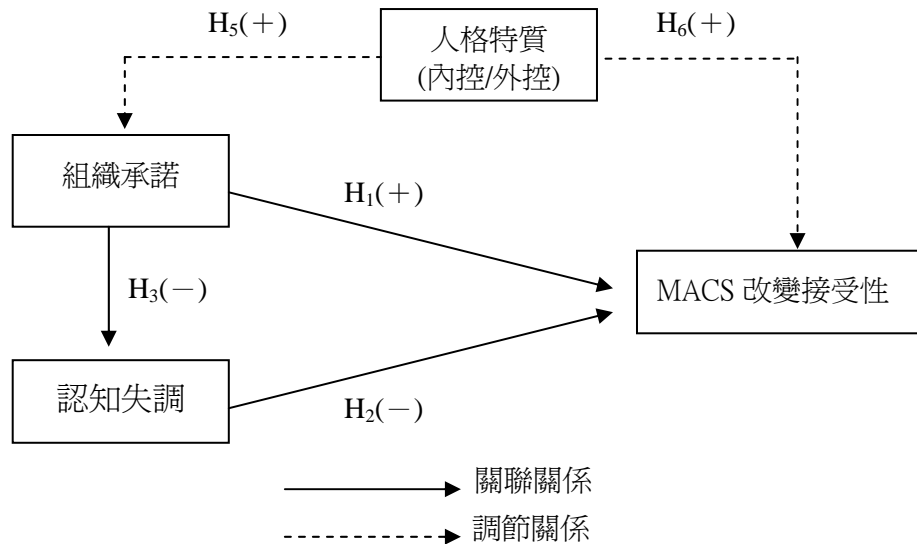 H₅(＋)
人格特質
(內控/外控)
H₆(＋)
組織承諾
H₁(＋)
H₃(－)
MACS 改變接受性
認知失調
H₂(－)
關聯關係
調節關係